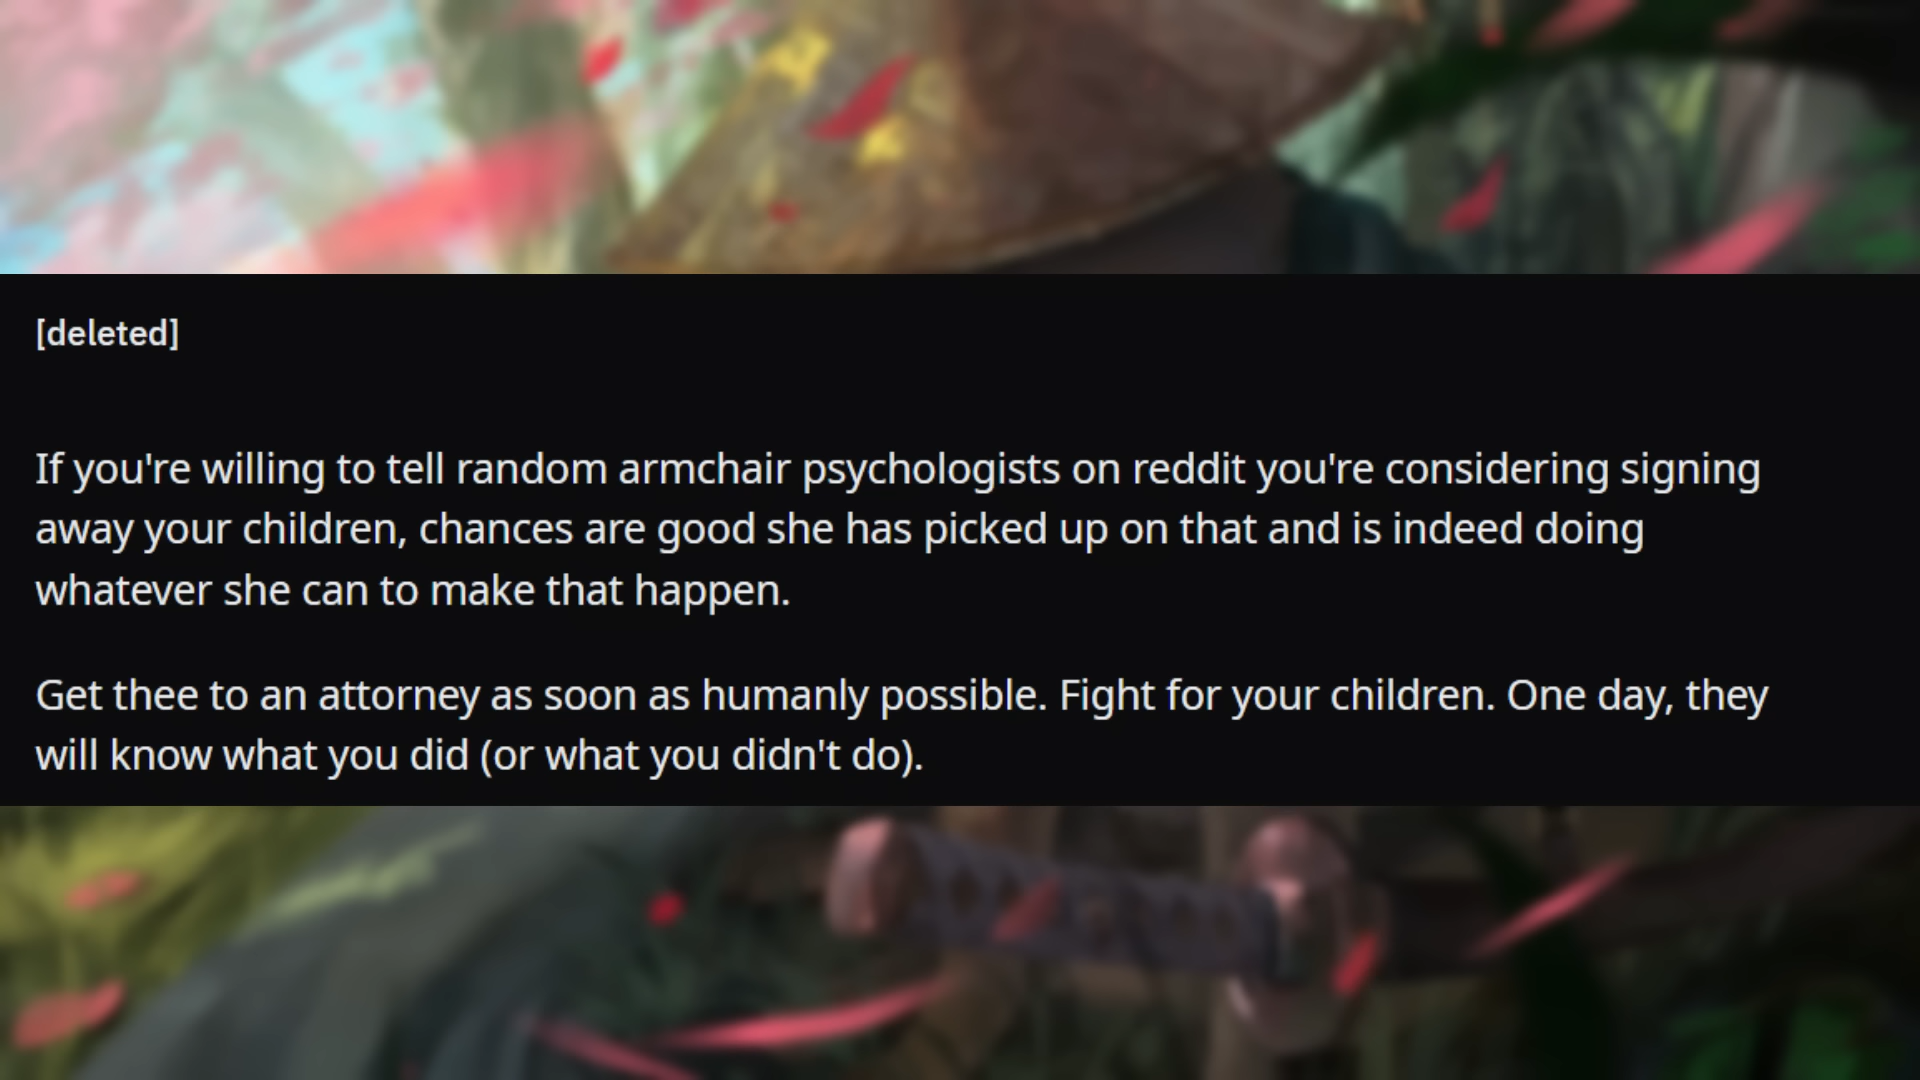 [deleted]
If you're willing to tell random armchair psychologists on reddit you're considering signing
away your children, chances are good she has picked up on that and is indeed doing
whatever she can to make that happen.
Get thee to an attorney as soon as humanly possible. Fight for your children. One day, they
will know what you did (or what you didn't do).